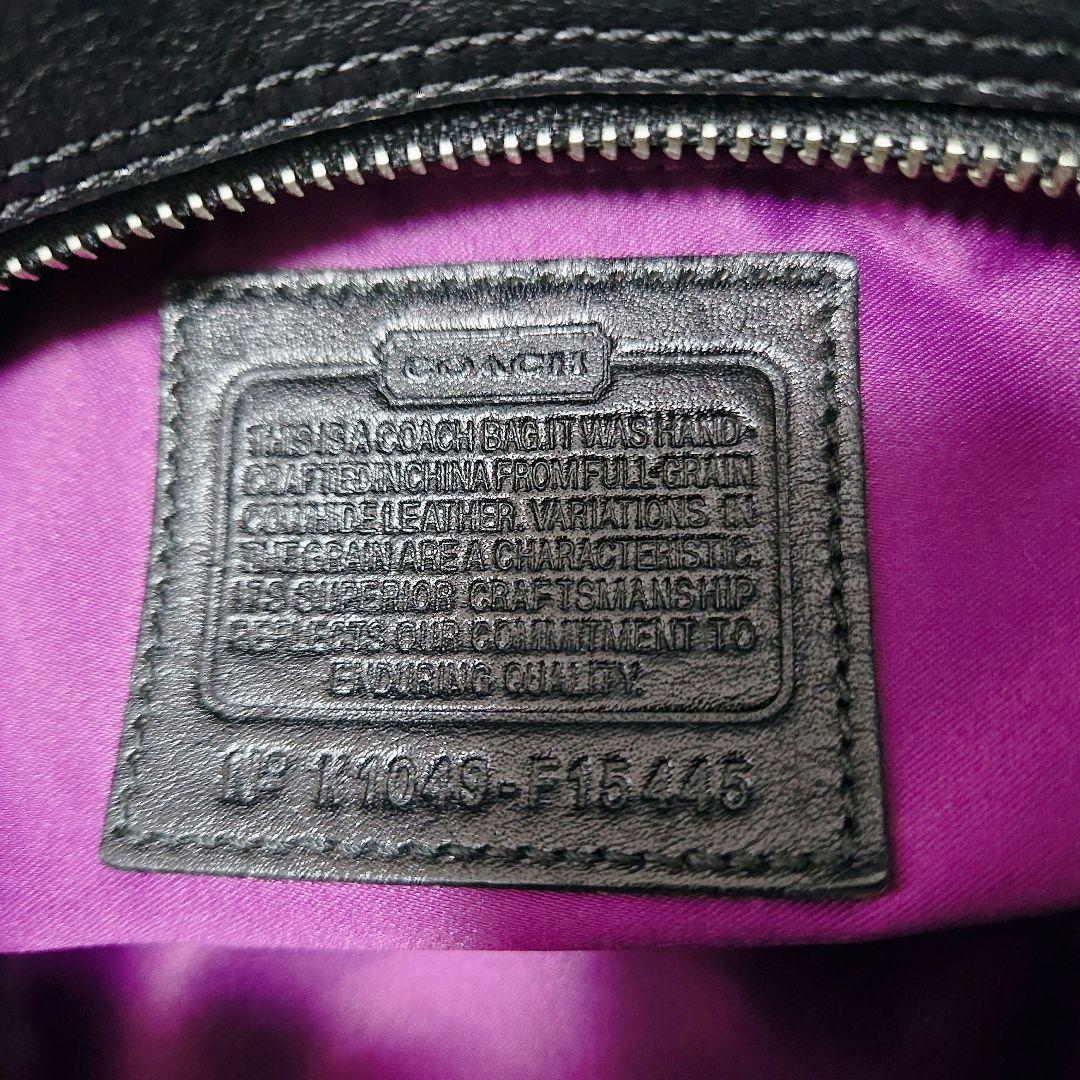 COACH
THIS IS A COACH BAG. IT WAS HAND-
CRAFTED IN CHINA FROM FULL-GRAIN
COWHIDE LEATHER. VARIATIONS IN
THE GRAIN ARE A CHARACTERISTIC.
ITS SUPERIOR CRAFTSMANSHIP
REFLECTS OUR COMMITMENT TO
ENDURING QUALITY.
Nº K1049-F15445